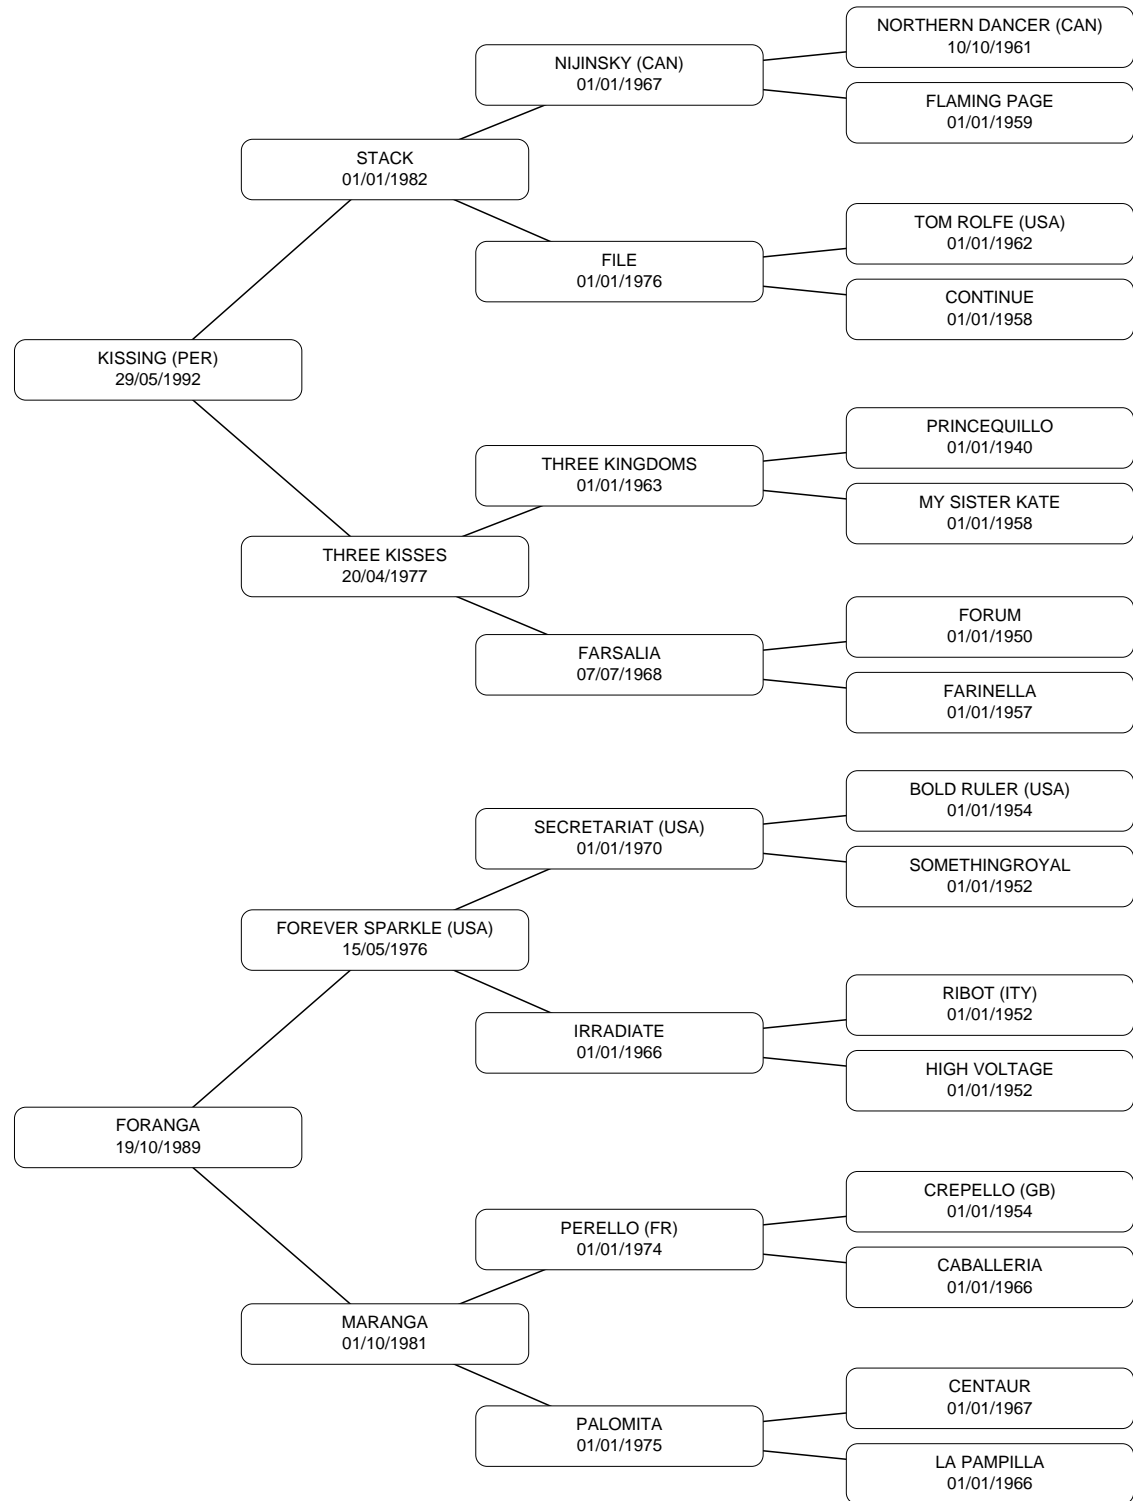 NORTHERN DANCER (CAN)
10/10/1961
NIJINSKY (CAN)
01/01/1967
FLAMING PAGE
01/01/1959
STACK
01/01/1982
TOM ROLFE (USA)
01/01/1962
FILE
01/01/1976
CONTINUE
01/01/1958
KISSING (PER)
29/05/1992
PRINCEQUILLO
01/01/1940
THREE KINGDOMS
01/01/1963
MY SISTER KATE
01/01/1958
THREE KISSES
20/04/1977
FORUM
01/01/1950
FARSALIA
07/07/1968
FARINELLA
01/01/1957
BOLD RULER (USA)
01/01/1954
SECRETARIAT (USA)
01/01/1970
SOMETHINGROYAL
01/01/1952
FOREVER SPARKLE (USA)
15/05/1976
RIBOT (ITY)
01/01/1952
IRRADIATE
01/01/1966
HIGH VOLTAGE
01/01/1952
FORANGA
19/10/1989
CREPELLO (GB)
01/01/1954
PERELLO (FR)
01/01/1974
CABALLERIA
01/01/1966
MARANGA
01/10/1981
CENTAUR
01/01/1967
PALOMITA
01/01/1975
LA PAMPILLA
01/01/1966